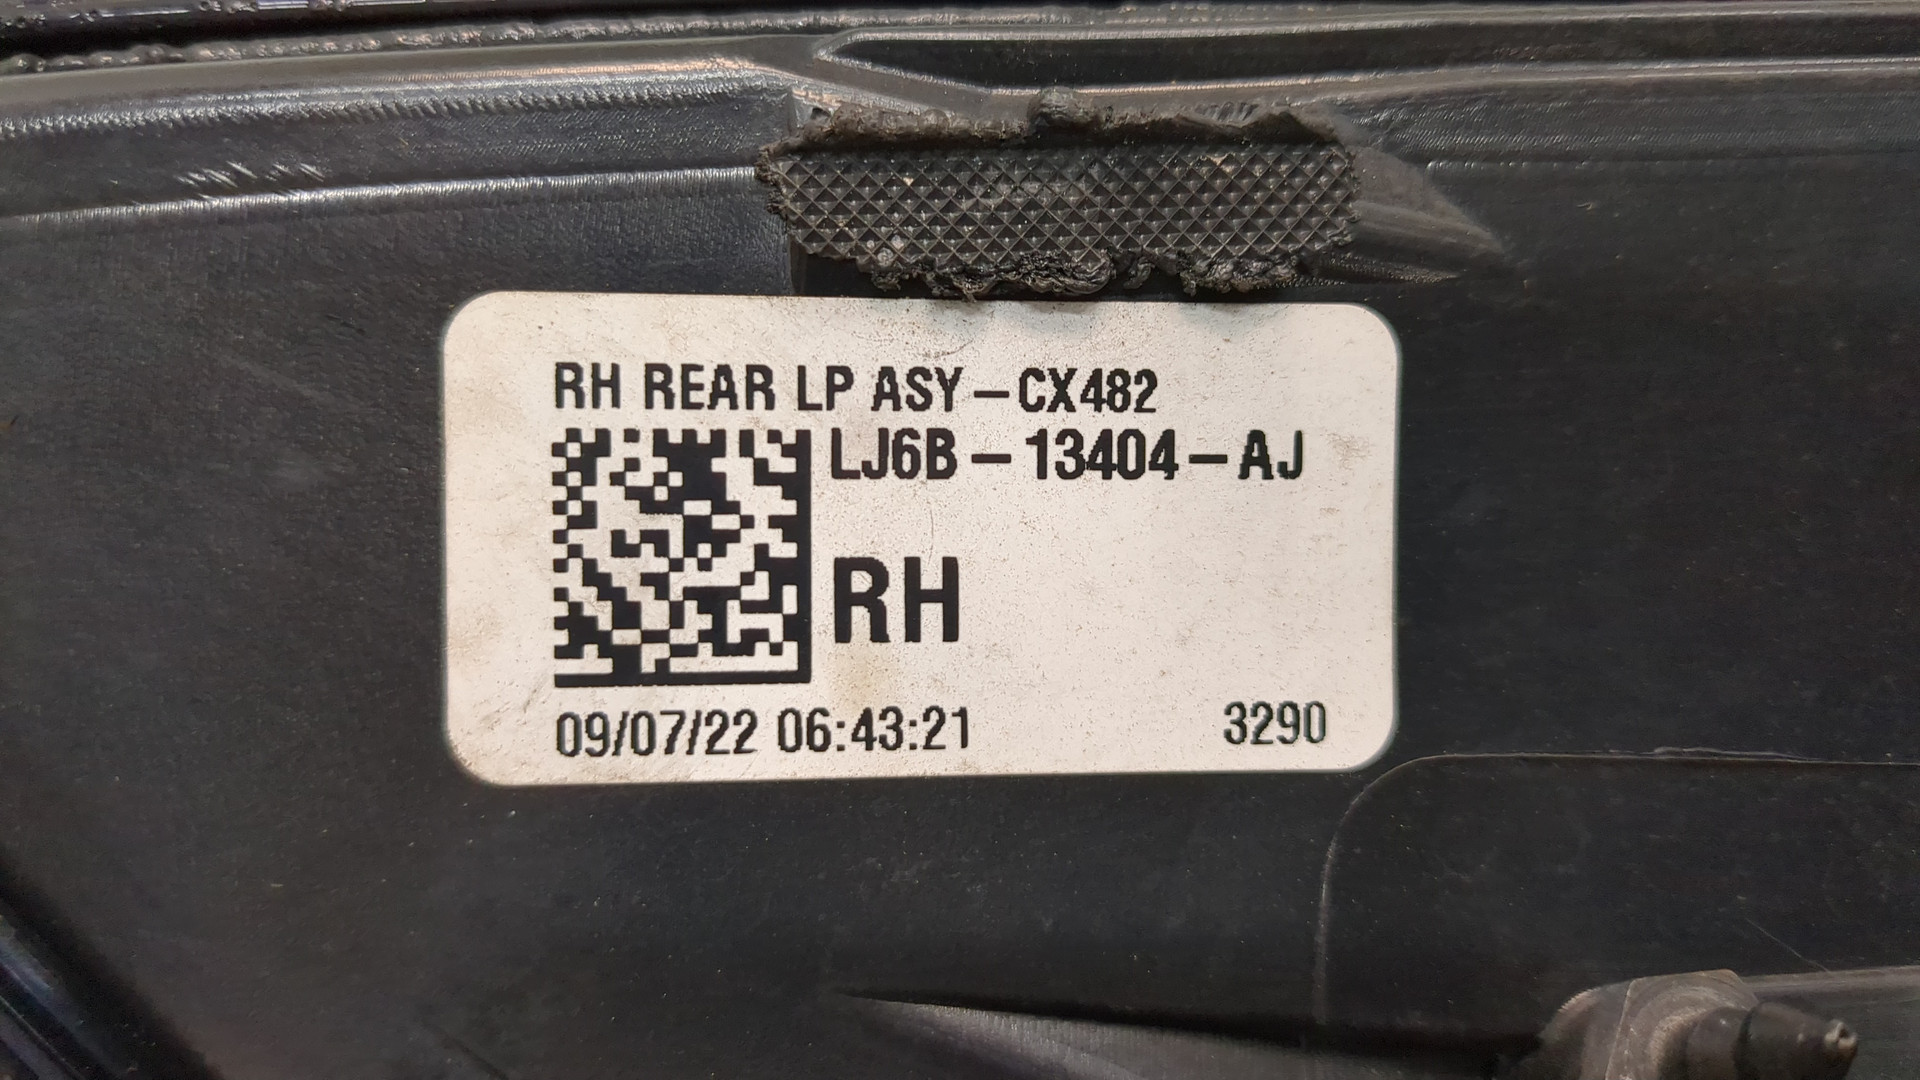 RH REAR LP ASY-CX482
LJ6B-13404-AJ
RH
09/07/22 06:43:21 3290